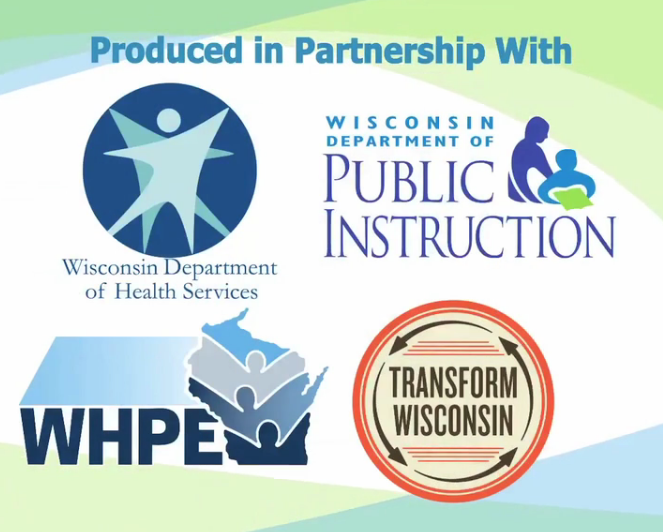 Produced in Partnership With
Wisconsin Department
of Health Services
WISCONSIN
DEPARTMENT OF
PUBLIC
INSTRUCTION
WHPE
TRANSFORM
WISCONSIN